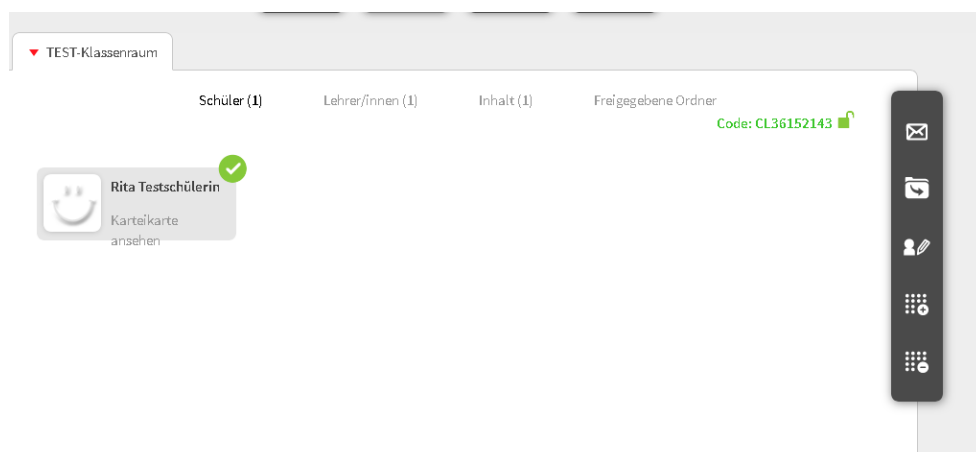 TEST-Klassenraum
Schüler (1) Lehrer/innen (1) Inhalt (1) Freigegebene Ordner
Code: CL36152143
Rita Testschülerin
Karteikarte
ansehen